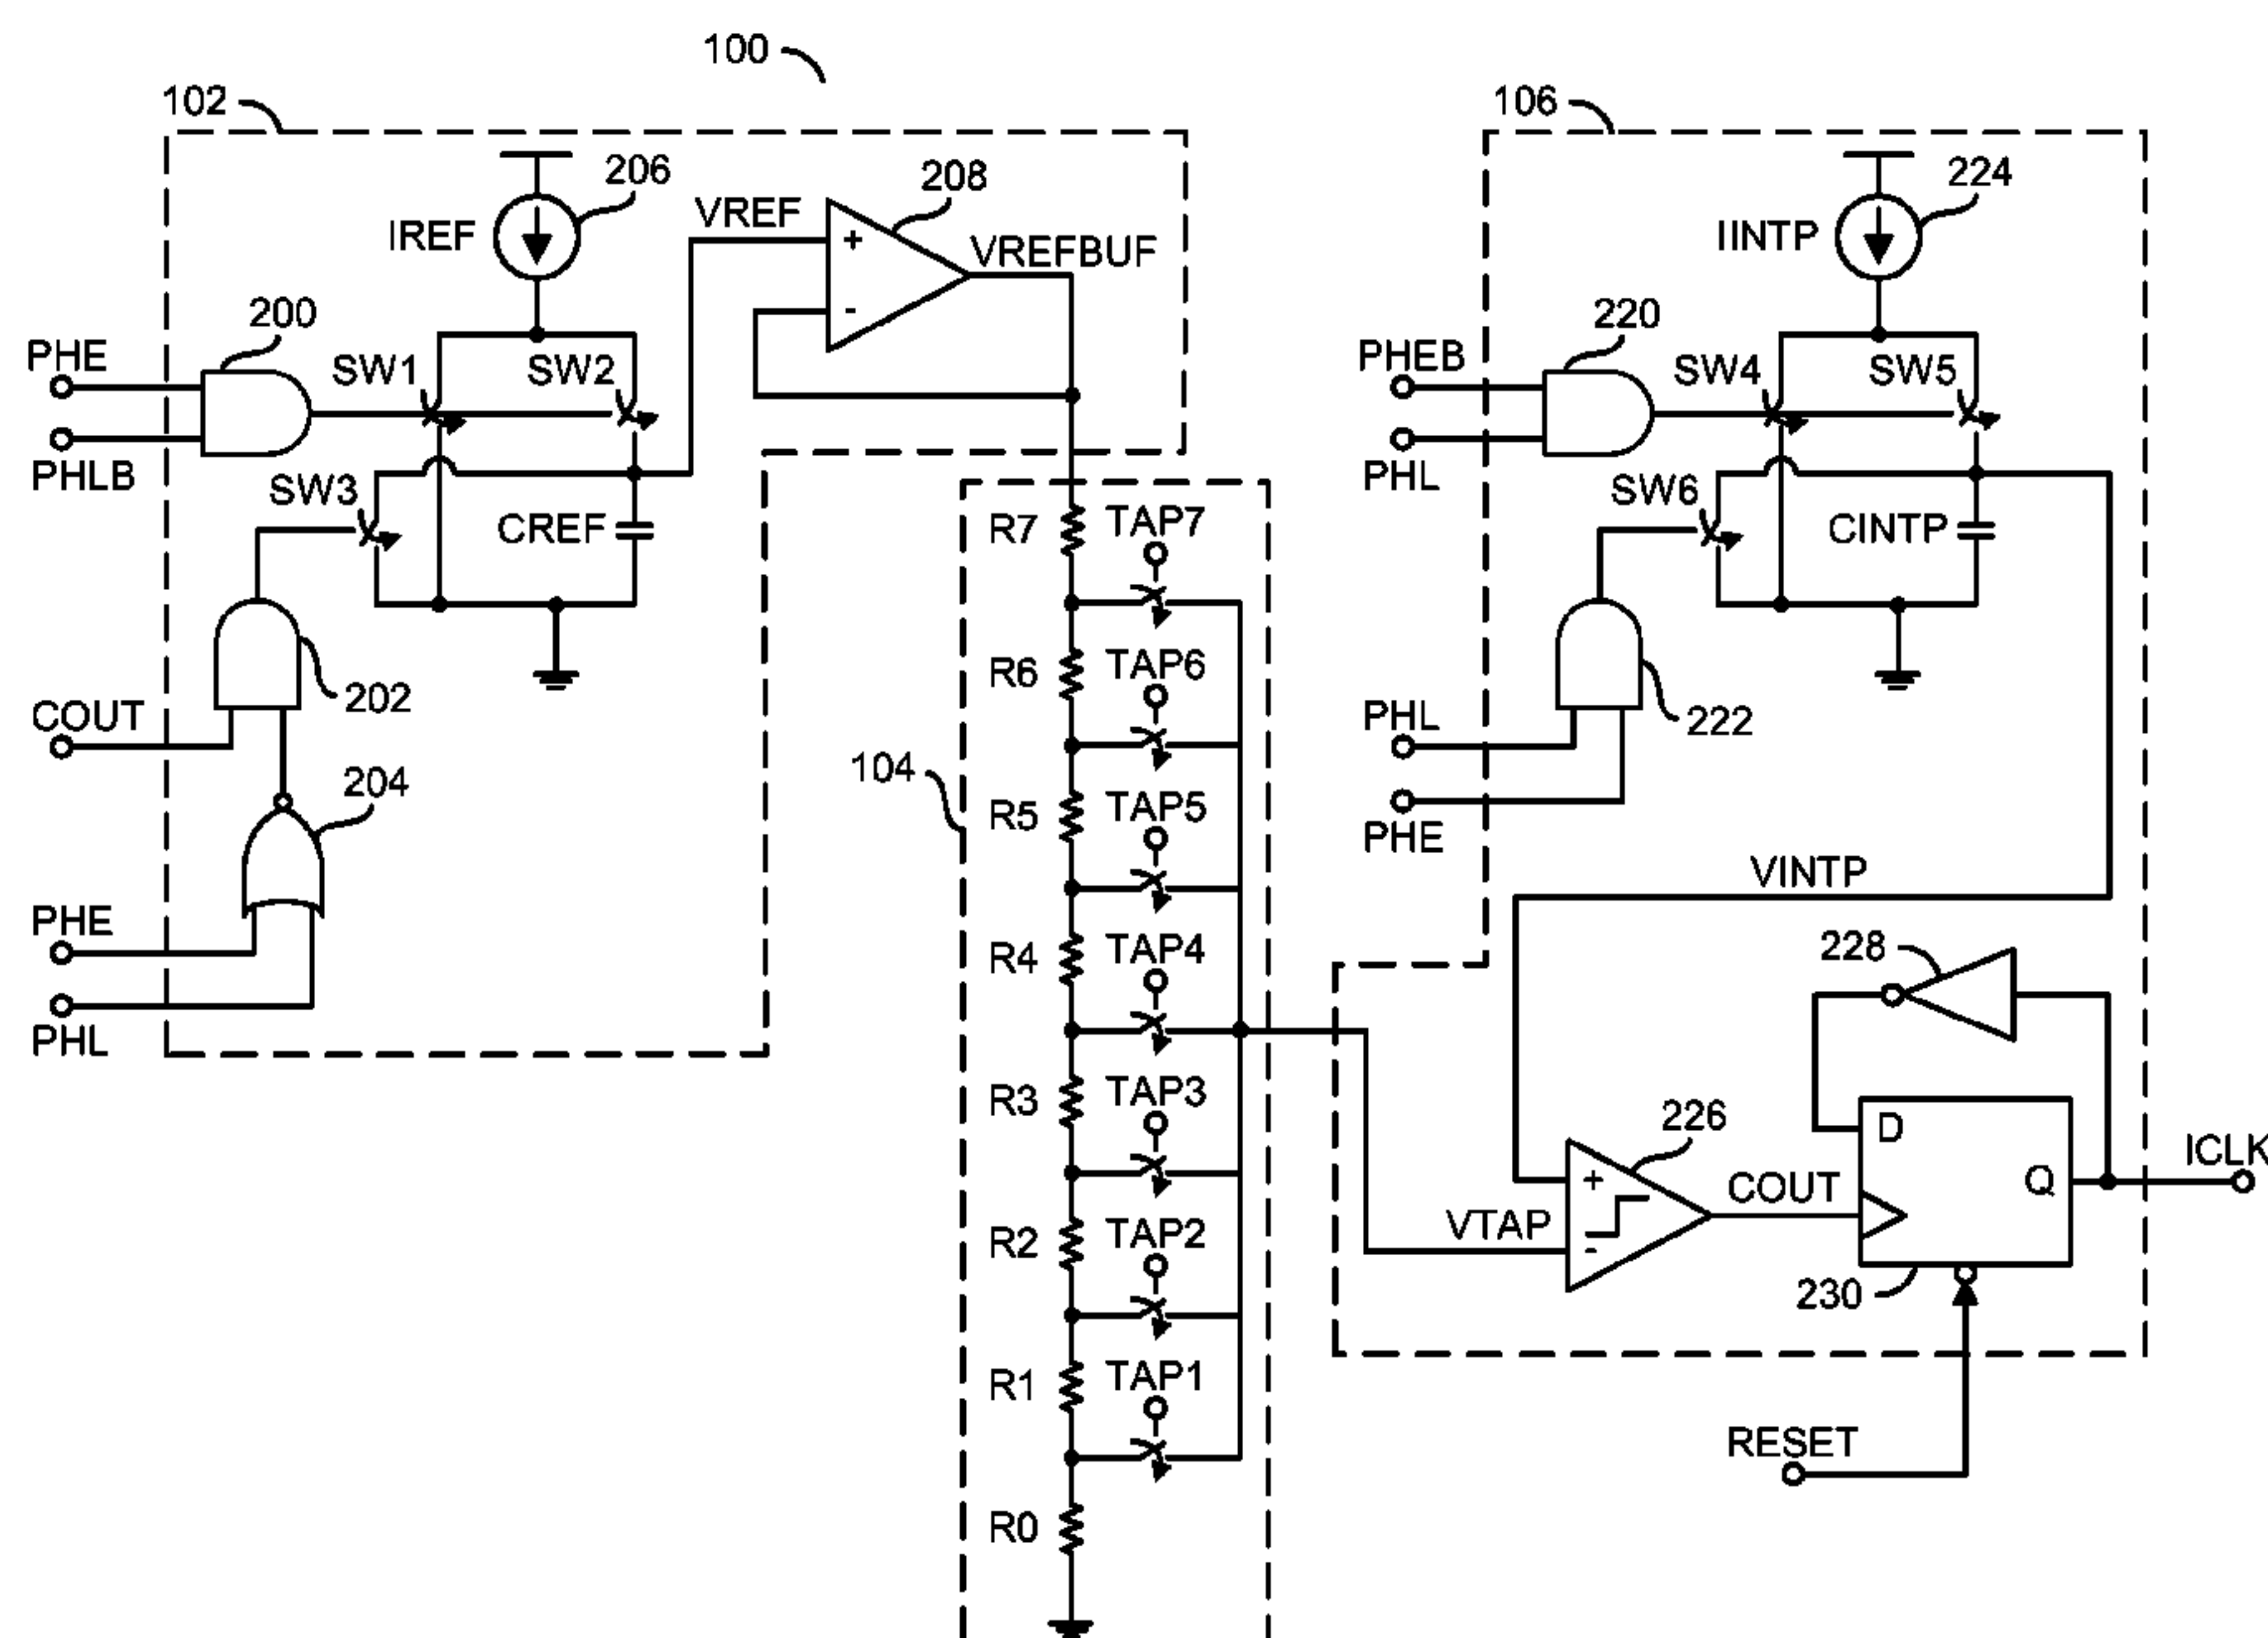 100
102
206
IREF
VREF
208
VREFBUF
+
-
200
PHE
PHLB
SW1
SW2
SW3
CREF
202
COUT
204
PHE
PHL
104
R7
TAP7
R6
TAP6
R5
TAP5
R4
TAP4
R3
TAP3
R2
TAP2
R1
TAP1
R0
106
224
IINTP
220
PHEB
PHL
SW4
SW5
SW6
CINTP
222
PHL
PHE
VINTP
228
226
+
-
VTAP
COUT
D
Q
230
ICLK
RESET